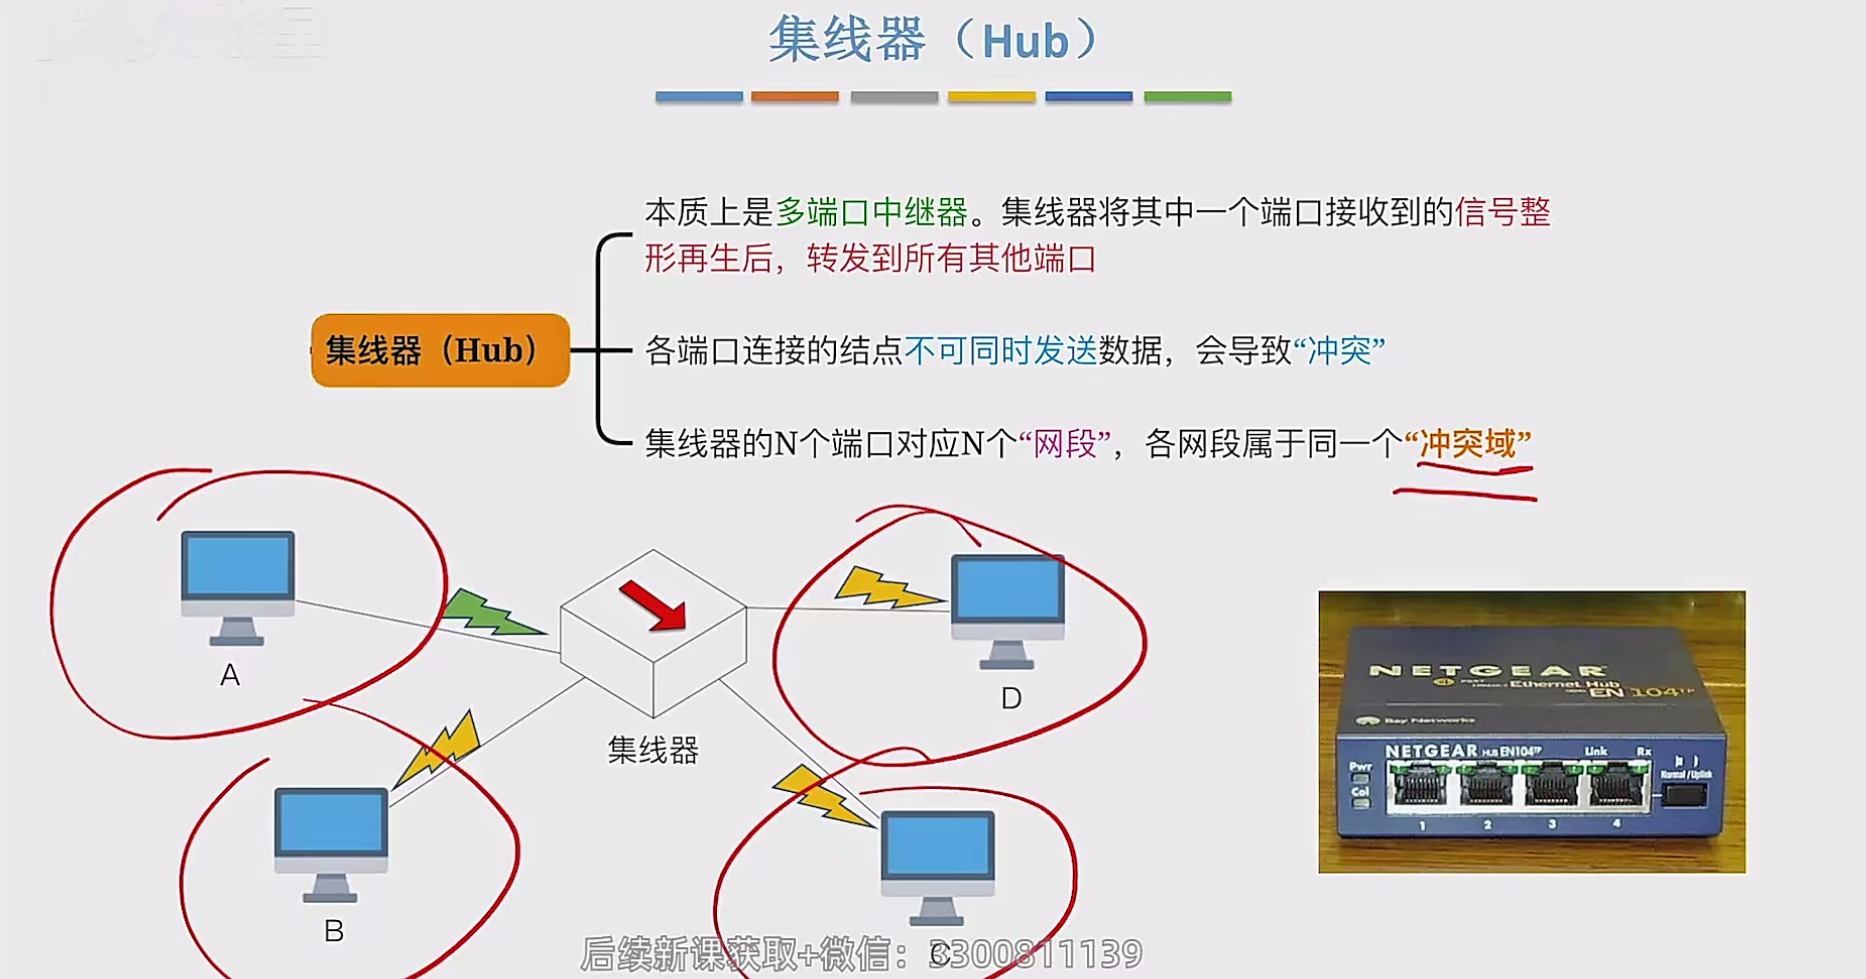 集线器（Hub）
本质上是多端口中继器。集线器将其中一个端口接收到的信号整
形再生后，转发到所有其他端口
集线器（Hub）
各端口连接的结点不可同时发送数据，会导致“冲突”
集线器的N个端口对应N个“网段”，各网段属于同一个“冲突域”
A
D
集线器
B
C
NETGEAR
Ethernet Hub
EN 104TP
Bay Networks
NETGEAR HUB EN104TP Link Rx
Pwr
Col
Normal/Uplink
1 2 3 4
后续新课获取+微信：3300811139